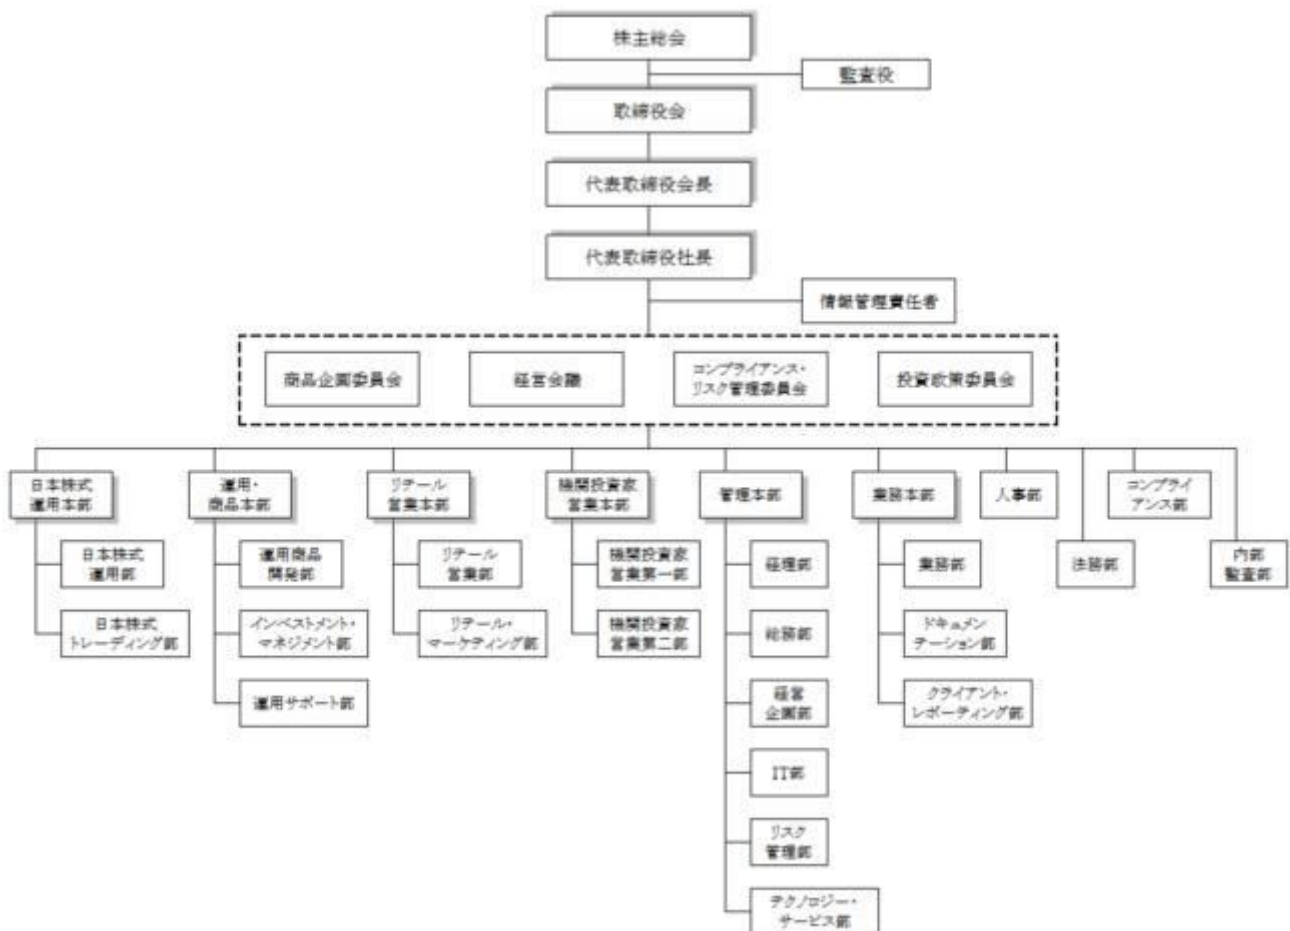 株主総会
監査役
取締役会
代表取締役会長
代表取締役社長
情報管理責任者
商品企画委員会
経営会議
コンプライアンス・
リスク管理委員会
投資政策委員会
日本株式
運用本部
運用・
商品本部
リテール
営業本部
機関投資家
営業本部
管理本部
業務本部
人事部
コンプライ
アンス部
日本株式
運用部
運用商品
開発部
リテール
営業部
機関投資家
営業第一部
経理部
業務部
法務部
内部
監査部
日本株式
トレーディング部
インベストメント・
マネジメント部
リテール・
マーケティング部
機関投資家
営業第二部
総務部
ドキュメン
テーション部
運用サポート部
経営
企画部
クライアント・
レポーティング部
IT部
リスク
管理部
テクノロジー・
サービス部